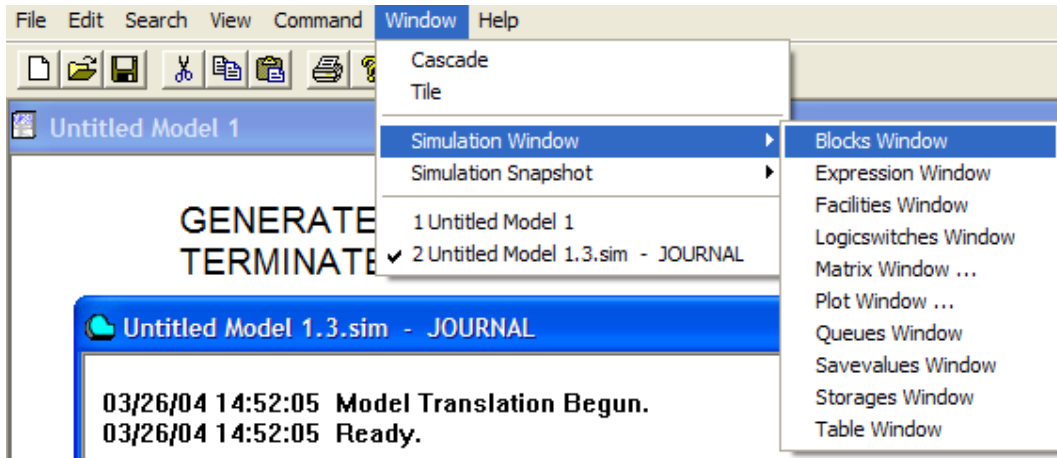 File Edit Search View Command Window Help
Cascade
Tile
Untitled Model 1
Simulation Window
Simulation Snapshot
1 Untitled Model 1
2 Untitled Model 1.3.sim - JOURNAL
Blocks Window
Expression Window
Facilities Window
Logicswitches Window
Matrix Window ...
Plot Window ...
Queues Window
Savevalues Window
Storages Window
Table Window
GENERATE
TERMINATE
Untitled Model 1.3.sim - JOURNAL
03/26/04 14:52:05 Model Translation Begun.
03/26/04 14:52:05 Ready.